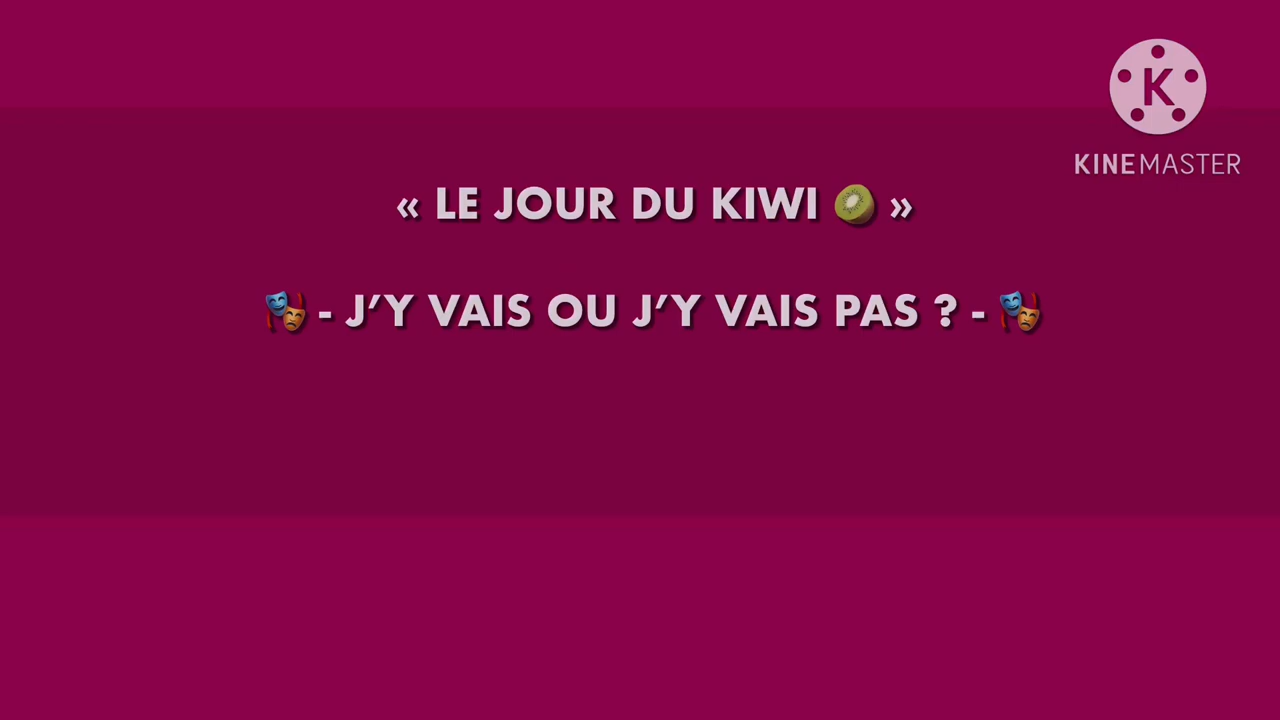 K
KINEMASTER
« LE JOUR DU KIWI 🥝 »
🎭 - J’Y VAIS OU J’Y VAIS PAS ? - 🎭